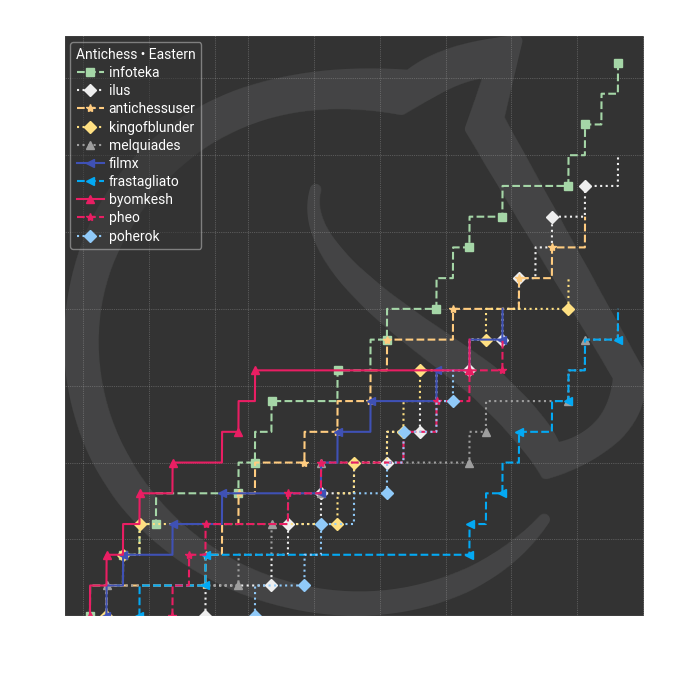 Antichess • Eastern
infoteka
ilus
antichessuser
kingofblunder
melquiades
filmx
frastagliato
byomkesh
pheo
poherok